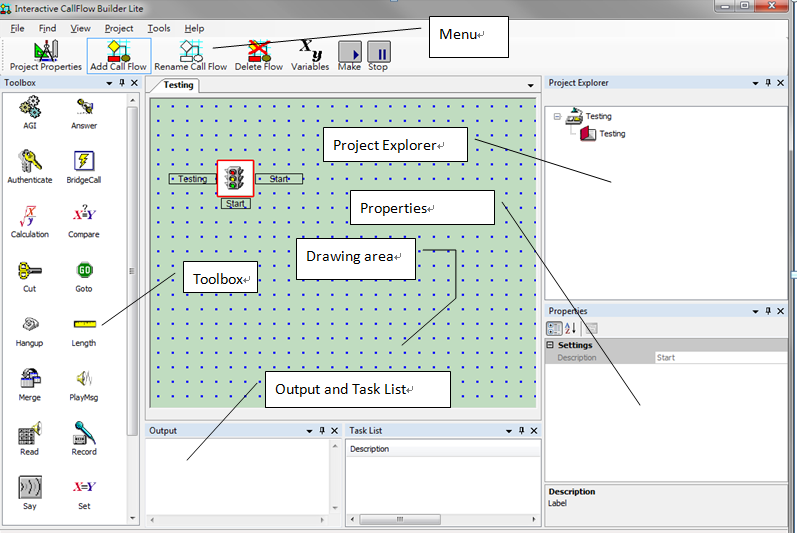 Interactive CallFlow Builder Lite
File Find View Project Tools Help
Menu
Project Properties Add Call Flow Rename Call Flow Delete Flow Xy Variables Make Stop
Toolbox
Testing
Project Explorer
AGI Answer
Authenticate BridgeCall
√x/y X=Y?
Calculation Compare
Cut GO Goto
Hangup Length
Merge PlayMsg
Read Record
X=Y
Say Set
Testing Start
Start
Project Explorer
Properties
Drawing area
Toolbox
Output and Task List
Testing
Testing
Properties
Settings
Description Start
Output
Task List
Description
Description
Label